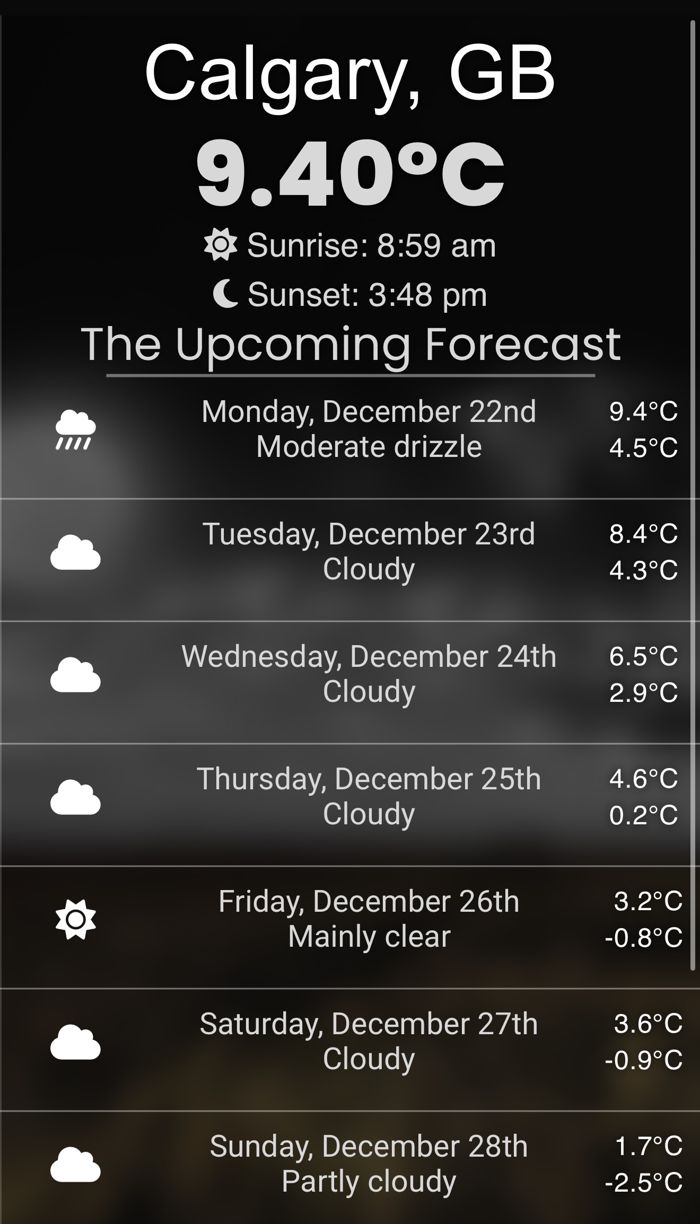 Calgary, GB
9.40°C
Sunrise: 8:59 am
Sunset: 3:48 pm
The Upcoming Forecast
Monday, December 22nd 9.4°C
Moderate drizzle 4.5°C
Tuesday, December 23rd 8.4°C
Cloudy 4.3°C
Wednesday, December 24th 6.5°C
Cloudy 2.9°C
Thursday, December 25th 4.6°C
Cloudy 0.2°C
Friday, December 26th 3.2°C
Mainly clear -0.8°C
Saturday, December 27th 3.6°C
Cloudy -0.9°C
Sunday, December 28th 1.7°C
Partly cloudy -2.5°C